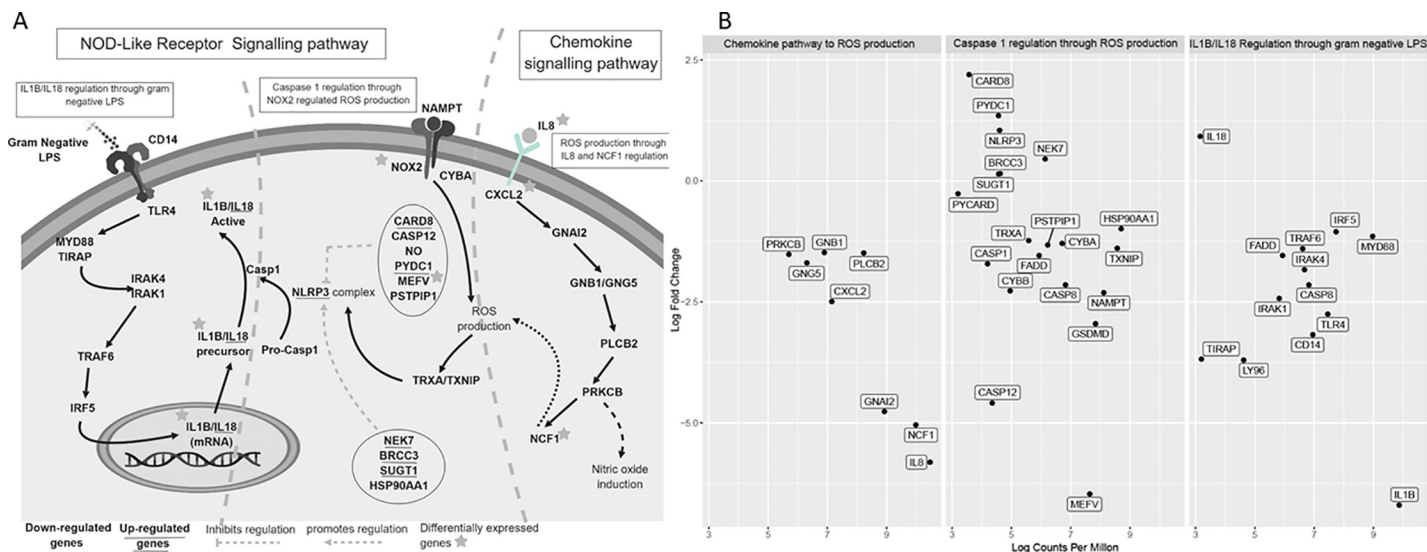 A
NOD-Like Receptor Signalling pathway
Chemokine
signalling pathway
IL1B/IL18 regulation through gram
negative LPS
Caspase 1 regulation through
NOX2 regulated ROS production
NAMPT
IL8
ROS production through
IL8 and NCF1 regulation
Gram Negative
LPS
CD14
NOX2
CYBA
CXCL2
TLR4
IL1B/IL18
Active
MYD88
TIRAP
IRAK4
IRAK1
Casp1
CARD8
CASP12
NO
PYDC1
MEFV
PSTPIP1
GNAI2
GNB1/GNG5
NLRP3 complex
ROS
production
IL1B/IL18
precursor
Pro-Casp1
PLCB2
TRAF6
TRXA/TXNIP
PRKCB
IRF5
IL1B/IL18
(mRNA)
NCF1
NEK7
BRCC3
SUGT1
HSP90AA1
Nitric oxide
induction
Down-regulated
genes
Up-regulated
genes
Inhibits regulation
promotes regulation
Differentially expressed
genes
B
Chemokine pathway to ROS production
Caspase 1 regulation through ROS production
IL1B/IL18 Regulation through gram negative LPS
Log Fold Change
2.5
0.0
−2.5
−5.0
PRKCB
GNB1
GNG5
PLCB2
CXCL2
GNAI2
NCF1
IL8
CARD8
PYDC1
NLRP3
NEK7
BRCC3
SUGT1
PYCARD
PSTPIP1
HSP90AA1
TRXA
CYBA
CASP1
FADD
TXNIP
CYBB
CASP8
NAMPT
GSDMD
CASP12
MEFV
IL18
IRF5
FADD
TRAF6
MYD88
IRAK4
IRAK1
CASP8
TLR4
CD14
TIRAP
LY96
IL1B
3 5 7 9
3 5 7 9
3 5 7 9
Log Counts Per Millon